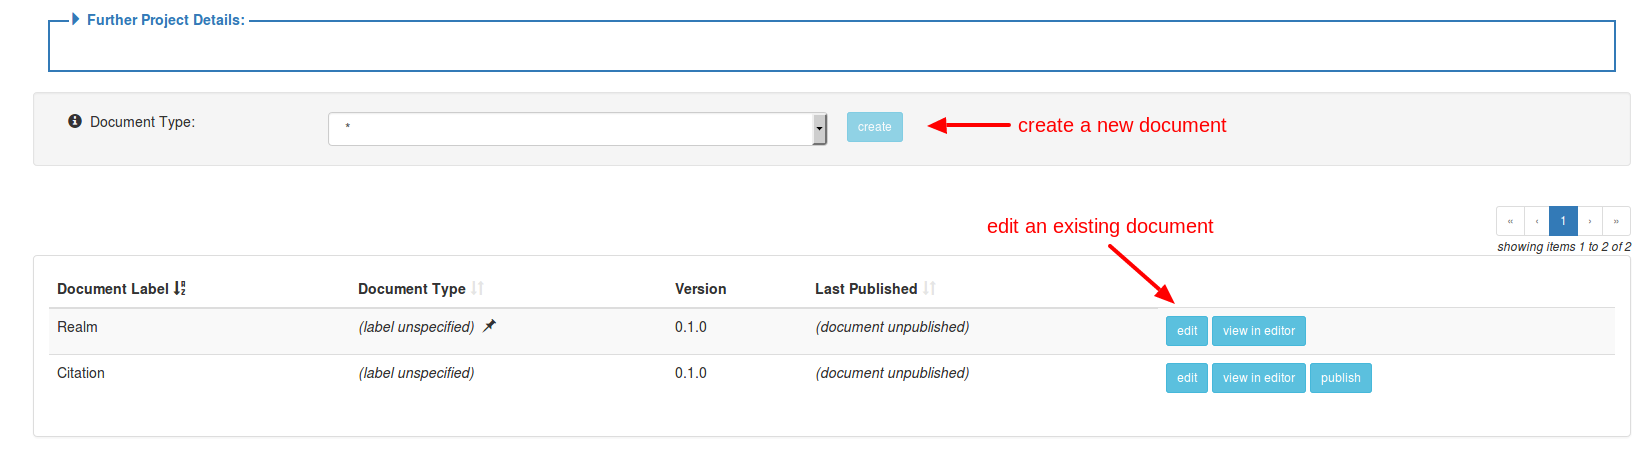 Further Project Details:
Document Type:
*
create
create a new document
« ‹ 1 › »
showing items 1 to 2 of 2
edit an existing document
Document Label Document Type Version Last Published
Realm (label unspecified) 0.1.0 (document unpublished) edit view in editor
Citation (label unspecified) 0.1.0 (document unpublished) edit view in editor publish